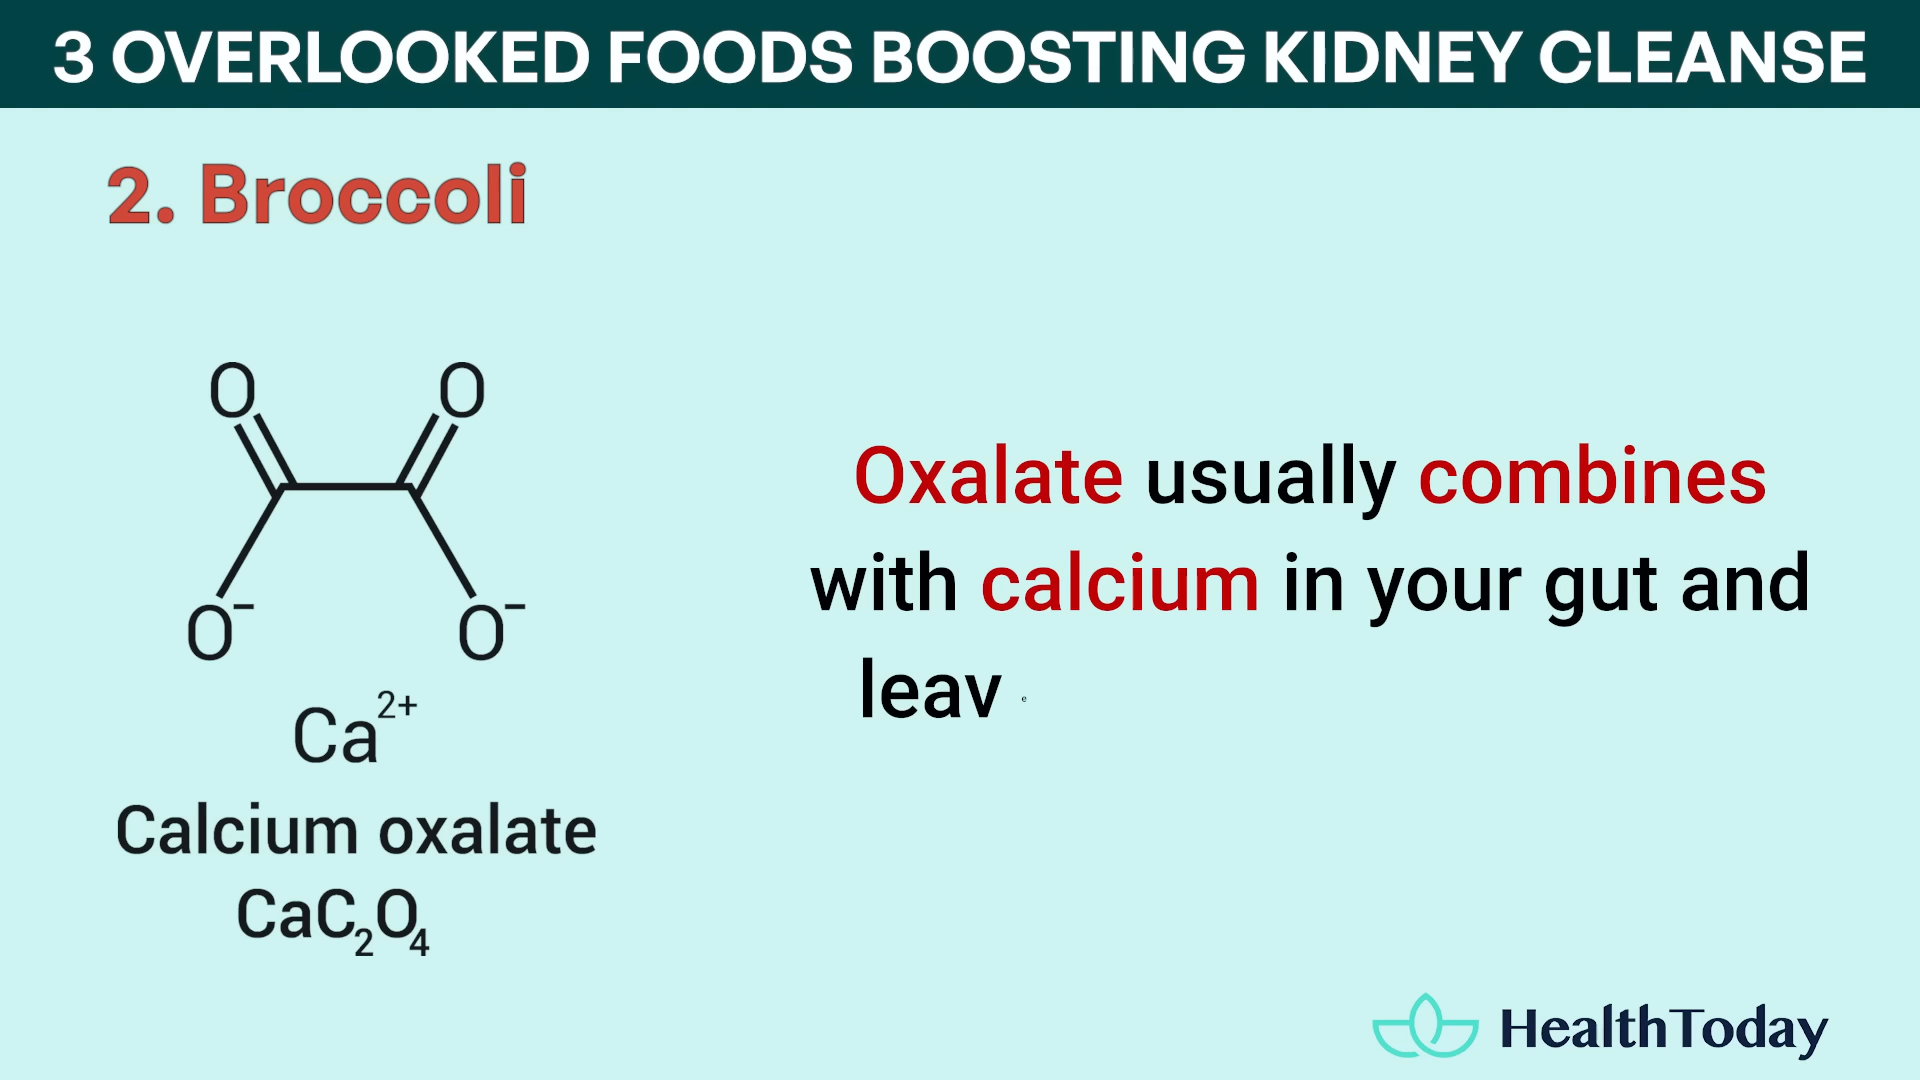 3 OVERLOOKED FOODS BOOSTING KIDNEY CLEANSE
2. Broccoli
O O
O⁻ O⁻
Ca²⁺
Calcium oxalate
CaC₂O₄
Oxalate usually combines
with calcium in your gut and
leav e
HealthToday